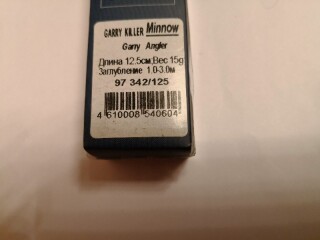 GARRY KILLER Minnow
Garry Angler
Длина 12.5см;Вес:15g
Заглубление 1.0-3.0м
97 342/125
4 610008 540604